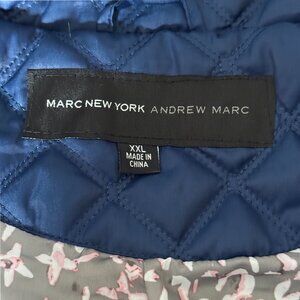 MARC NEW YORK ANDREW MARC
XXL
MADE IN
CHINA